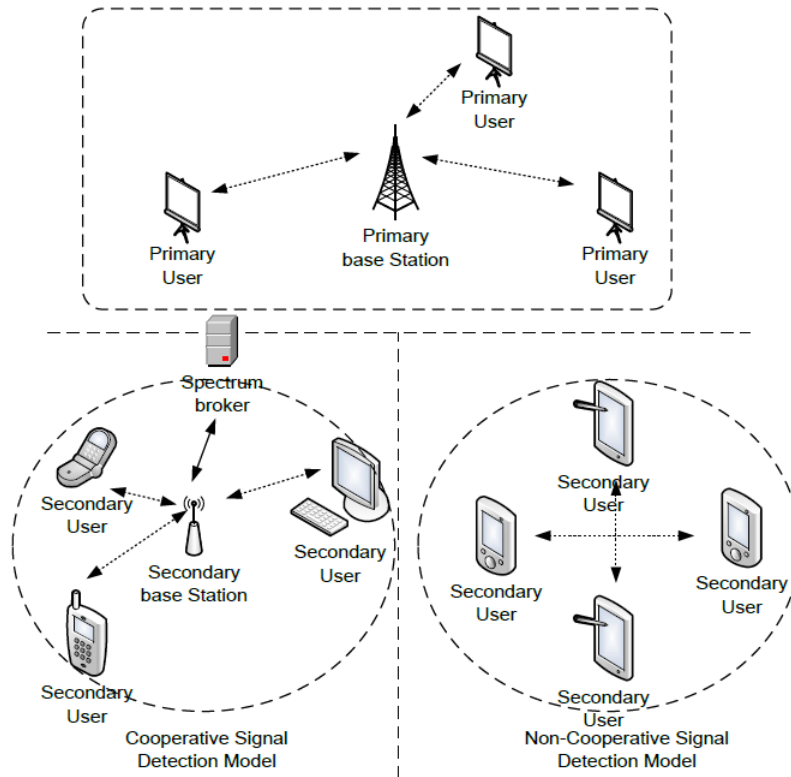 Primary
User
Primary
User
Primary
base Station
Primary
User
Spectrum
broker
Secondary
User
Secondary
base Station
Secondary
User
Secondary
User
Cooperative Signal
Detection Model
Secondary
User
Secondary
User
Secondary
User
Secondary
User
Non-Cooperative Signal
Detection Model